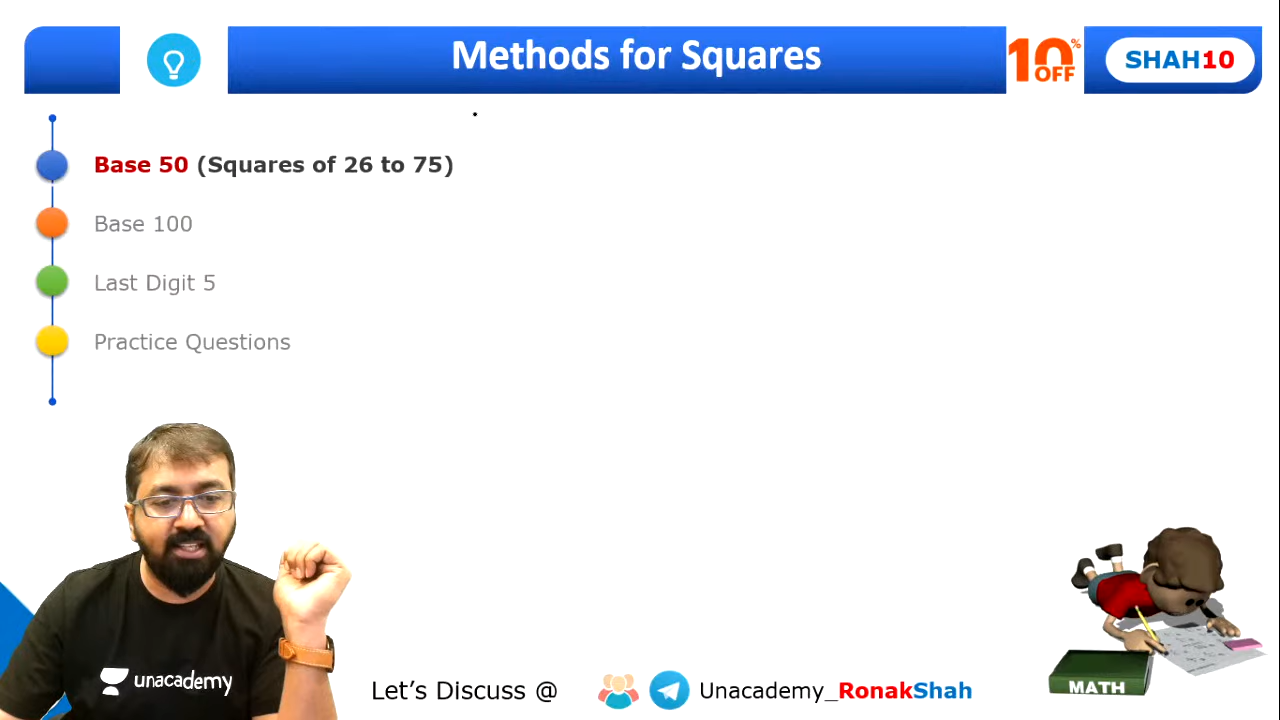 Methods for Squares
10% OFF
SHAH10
Base 50 (Squares of 26 to 75)
Base 100
Last Digit 5
Practice Questions
unacademy
MATH
Let’s Discuss @ Unacademy_RonakShah